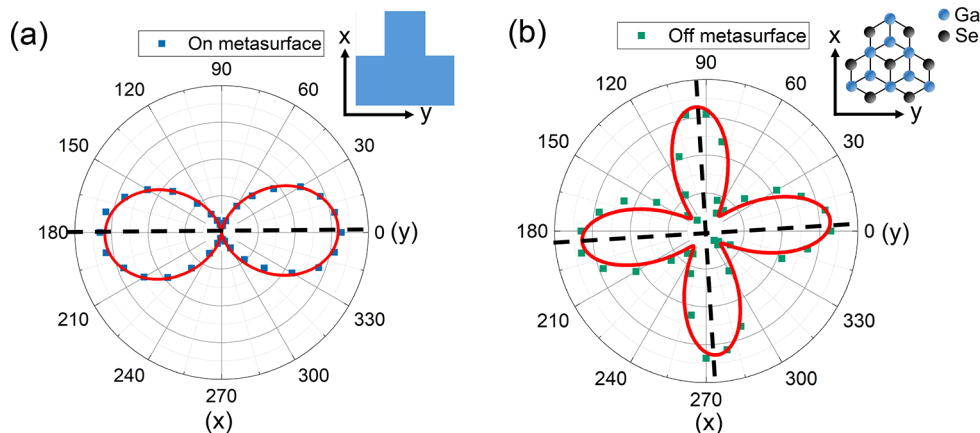 (a)
On metasurface
x
y
90
120
60
150
30
180
0 (y)
210
330
240
300
270
(x)
(b)
Off metasurface
x
y
Ga
Se
90
120
60
150
30
180
0 (y)
210
330
240
300
270
(x)